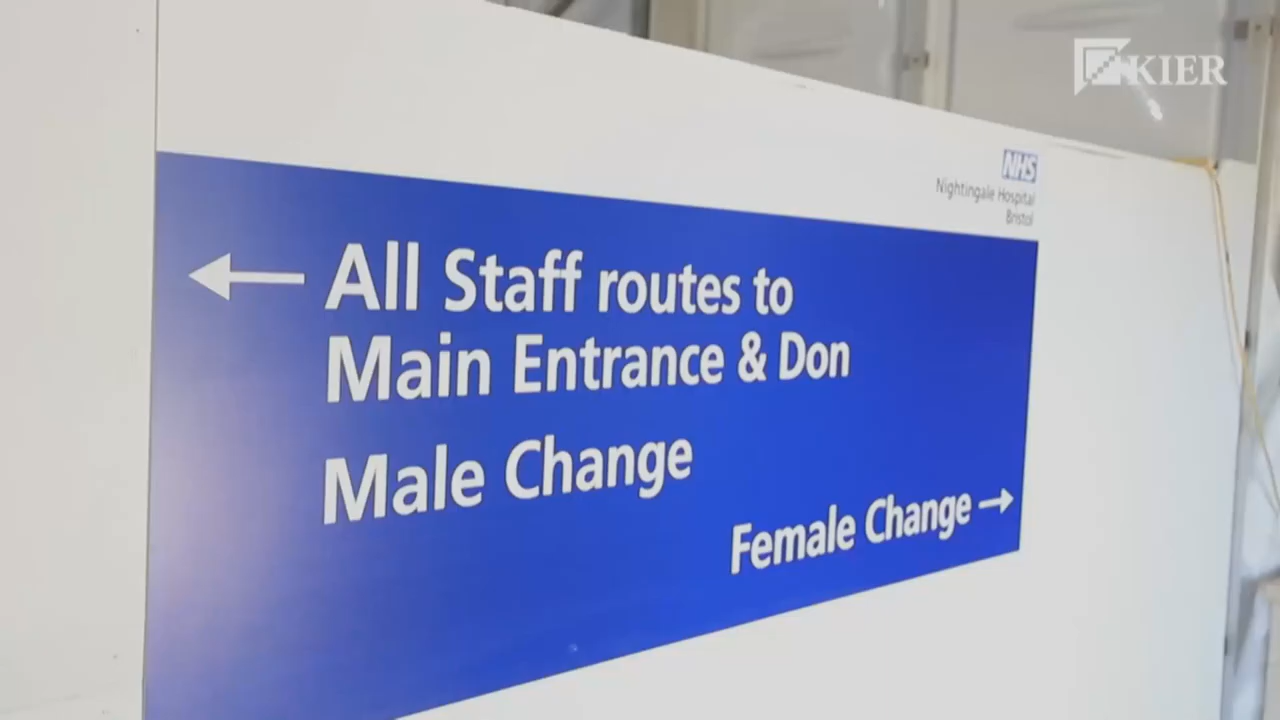 KIER
NHS
Nightingale Hospital
Bristol
← All Staff routes to
Main Entrance & Don
Male Change
Female Change →